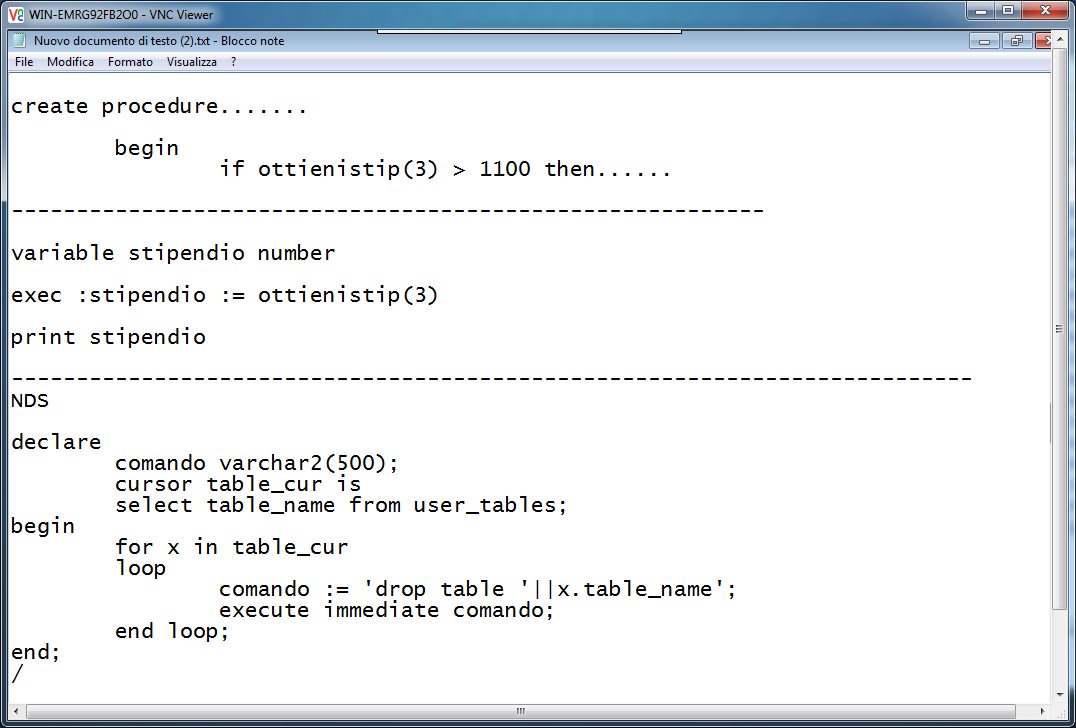 WIN-EMRG92FB2O0 - VNC Viewer
Nuovo documento di testo (2).txt - Blocco note
File Modifica Formato Visualizza ?
create procedure.......
begin
if ottienistip(3) > 1100 then......
----------------------------------------------------------
variable stipendio number
exec :stipendio := ottienistip(3)
print stipendio
--------------------------------------------------------------------------
NDS
declare
comando varchar2(500);
cursor table_cur is
select table_name from user_tables;
begin
for x in table_cur
loop
comando := 'drop table '||x.table_name';
execute immediate comando;
end loop;
end;
/